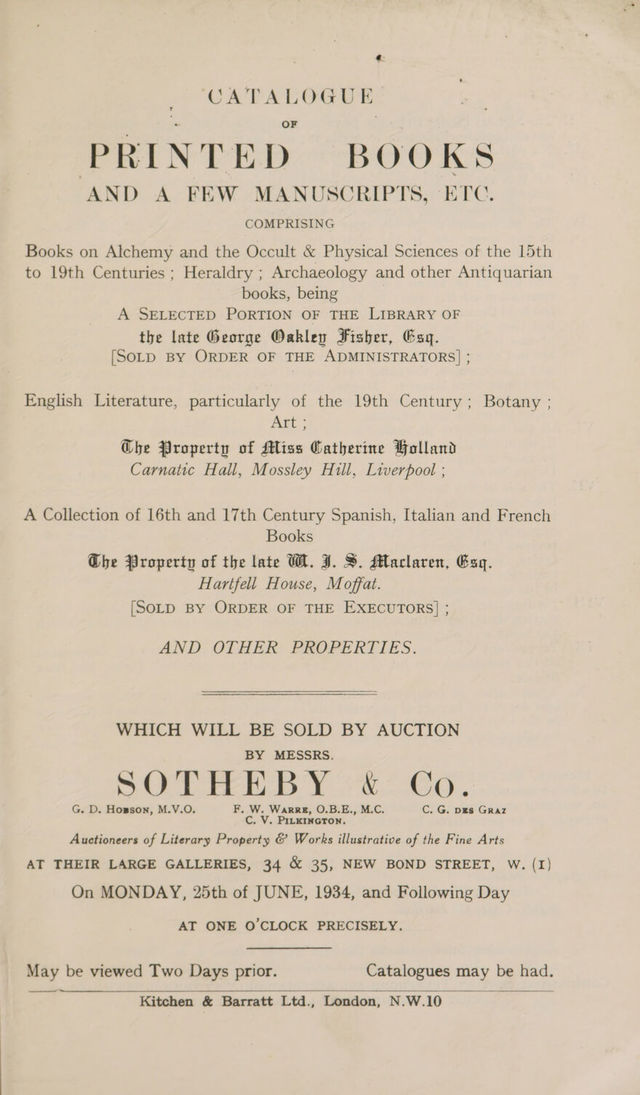 CATALOGUE
OF
PRINTED BOOKS
AND A FEW MANUSCRIPTS, ETC.
COMPRISING
Books on Alchemy and the Occult & Physical Sciences of the 15th
to 19th Centuries ; Heraldry ; Archaeology and other Antiquarian
books, being
A SELECTED PORTION OF THE LIBRARY OF
the late George Oakley Fisher, Esq.
[SOLD BY ORDER OF THE ADMINISTRATORS] ;
English Literature, particularly of the 19th Century ; Botany ;
Art ;
The Property of Miss Catherine Holland
Carnatic Hall, Mossley Hill, Liverpool ;
A Collection of 16th and 17th Century Spanish, Italian and French
Books
The Property of the late W. J. S. Maclaren, Esq.
Hartfell House, Moffat.
[SOLD BY ORDER OF THE EXECUTORS] ;
AND OTHER PROPERTIES.
WHICH WILL BE SOLD BY AUCTION
BY MESSRS.
SOTHEBY & Co.
G. D. HOBSON, M.V.O. F. W. WARRE, O.B.E., M.C. C. G. DES GRAZ
C. V. PILKINGTON.
Auctioneers of Literary Property & Works illustrative of the Fine Arts
AT THEIR LARGE GALLERIES, 34 & 35, NEW BOND STREET, W. (1)
On MONDAY, 25th of JUNE, 1934, and Following Day
AT ONE O'CLOCK PRECISELY.
May be viewed Two Days prior. Catalogues may be had.
Kitchen & Barratt Ltd., London, N.W.10